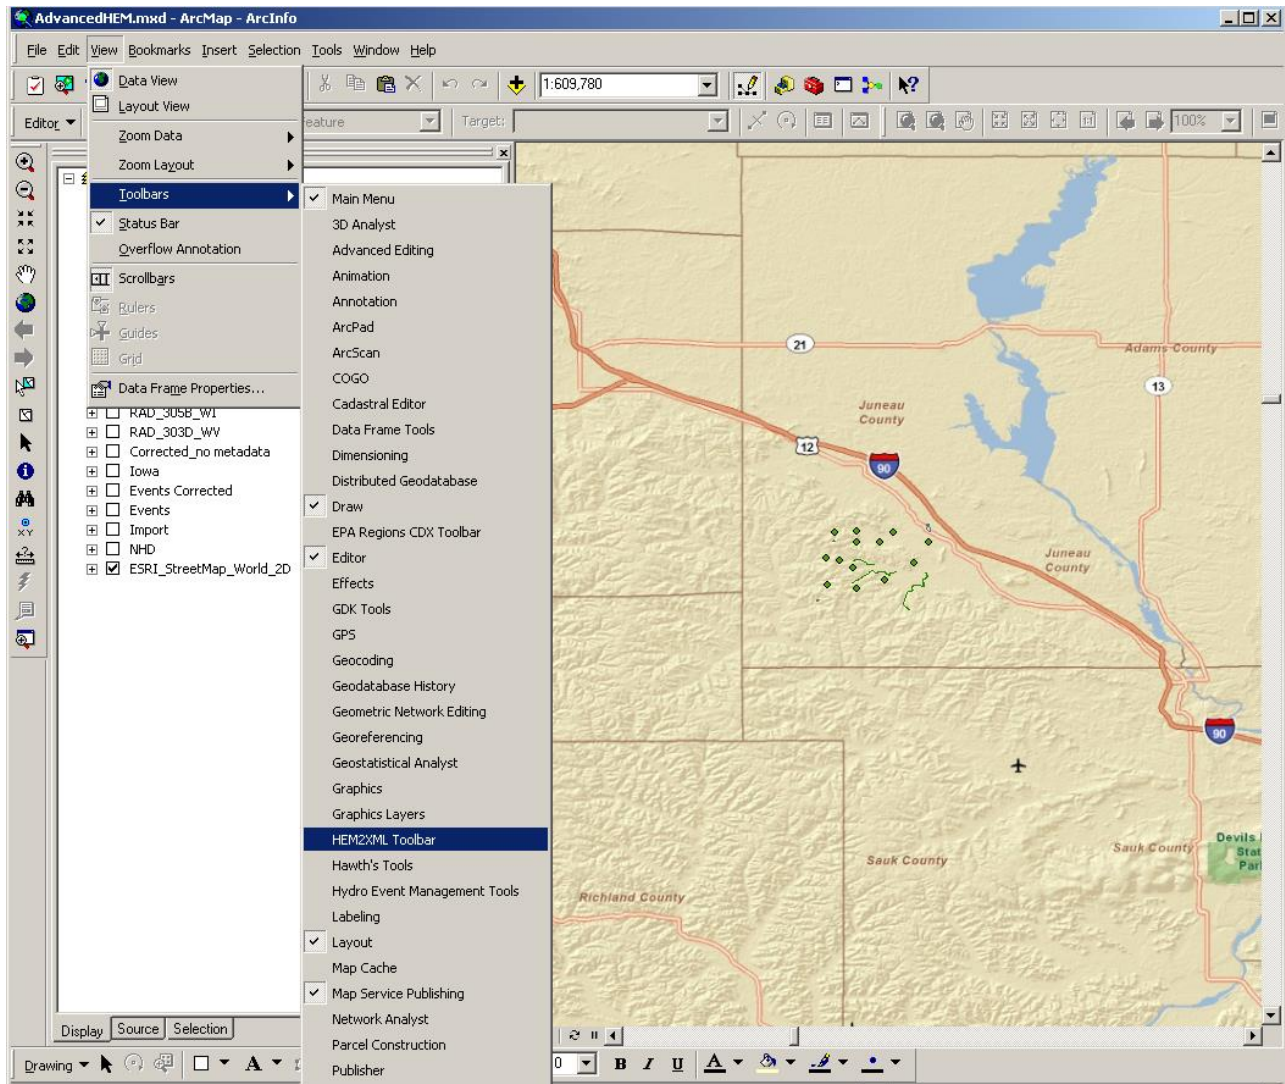 AdvancedHEM.mxd - ArcMap - ArcInfo
File Edit View Bookmarks Insert Selection Tools Window Help
1:609,780
Editor
eature
Target:
100%
Data View
Layout View
Zoom Data
Zoom Layout
Toolbars
Status Bar
Overflow Annotation
Scrollbars
Rulers
Guides
Grid
Data Frame Properties...
RAD_305B_WI
RAD_303D_WV
Corrected_no metadata
Iowa
Events Corrected
Events
Import
NHD
ESRI_StreetMap_World_2D
Display Source Selection
Main Menu
3D Analyst
Advanced Editing
Animation
Annotation
ArcPad
ArcScan
COGO
Cadastral Editor
Data Frame Tools
Dimensioning
Distributed Geodatabase
Draw
EPA Regions CDX Toolbar
Editor
Effects
GDK Tools
GPS
Geocoding
Geodatabase History
Geometric Network Editing
Georeferencing
Geostatistical Analyst
Graphics
Graphics Layers
HEM2XML Toolbar
Hawth's Tools
Hydro Event Management Tools
Labeling
Layout
Map Cache
Map Service Publishing
Network Analyst
Parcel Construction
Publisher
21
Adams County
13
Juneau
County
12
90
Juneau
County
90
Devils
Sauk County
Sauk County
Richland County
Drawing
A
0
B I U A
X Y